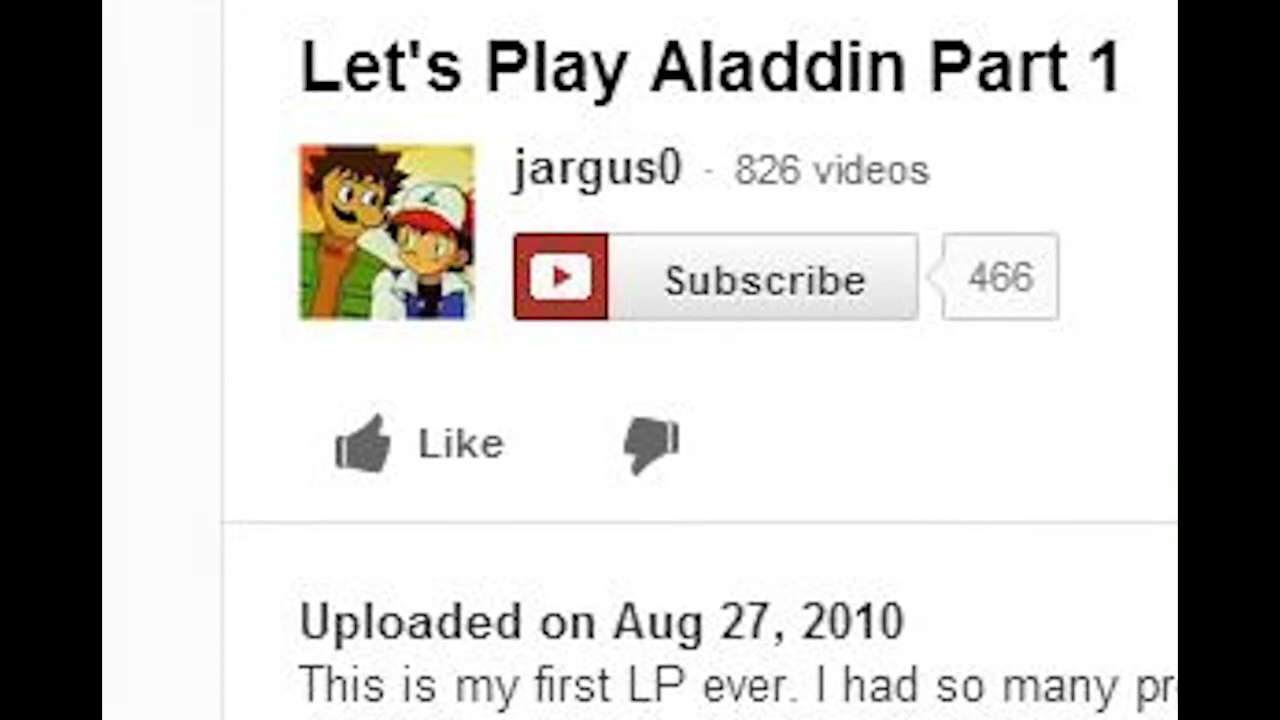 Let's Play Aladdin Part 1
jargus0 - 826 videos
Subscribe 466
Like
Uploaded on Aug 27, 2010
This is my first LP ever. I had so many